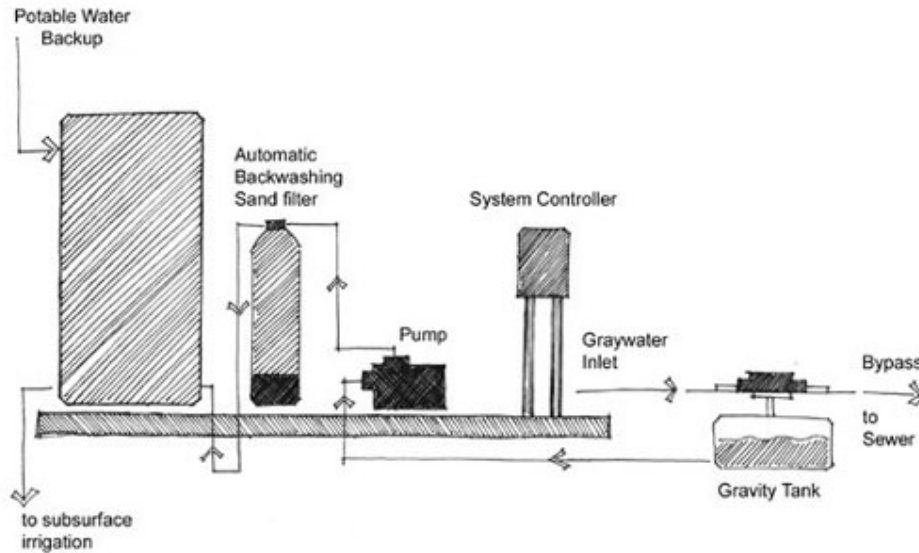 Potable Water
Backup
Automatic
Backwashing
Sand filter
System Controller
Pump
Graywater
Inlet
Bypass
to
Sewer
Gravity Tank
to subsurface
irrigation